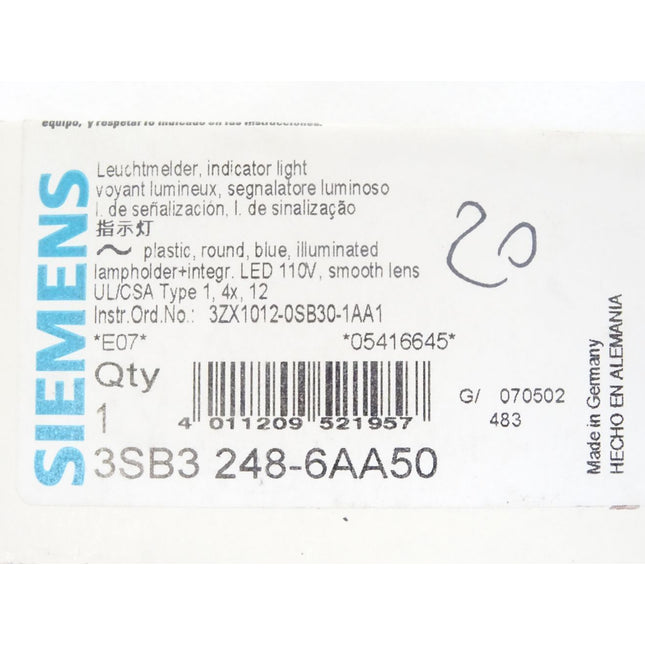 equipo, y respetar lo indicado en las instrucciones.
SIEMENS
Leuchtmelder, indicator light
voyant lumineux, segnalatore luminoso
l. de señalización, l. de sinalização
指示灯
~ plastic, round, blue, illuminated
lampholder+integr. LED 110V, smooth lens
UL/CSA Type 1, 4x, 12
Instr.Ord.No.: 3ZX1012-0SB30-1AA1
*E07* *05416645*
Qty
1
4 011209 521957
3SB3 248-6AA50
G/ 070502
483
20
Made in Germany
HECHO EN ALEMANIA